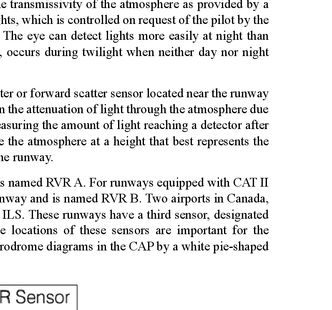 e transmissivity of the atmosphere as provided by a
hts, which is controlled on request of the pilot by the
The eye can detect lights more easily at night than
, occurs during twilight when neither day nor night
ter or forward scatter sensor located near the runway
n the attenuation of light through the atmosphere due
asuring the amount of light reaching a detector after
e the atmosphere at a height that best represents the
he runway.
s named RVR A. For runways equipped with CAT II
nway and is named RVR B. Two airports in Canada,
ILS. These runways have a third sensor, designated
e locations of these sensors are important for the
rodrome diagrams in the CAP by a white pie-shaped
R Sensor